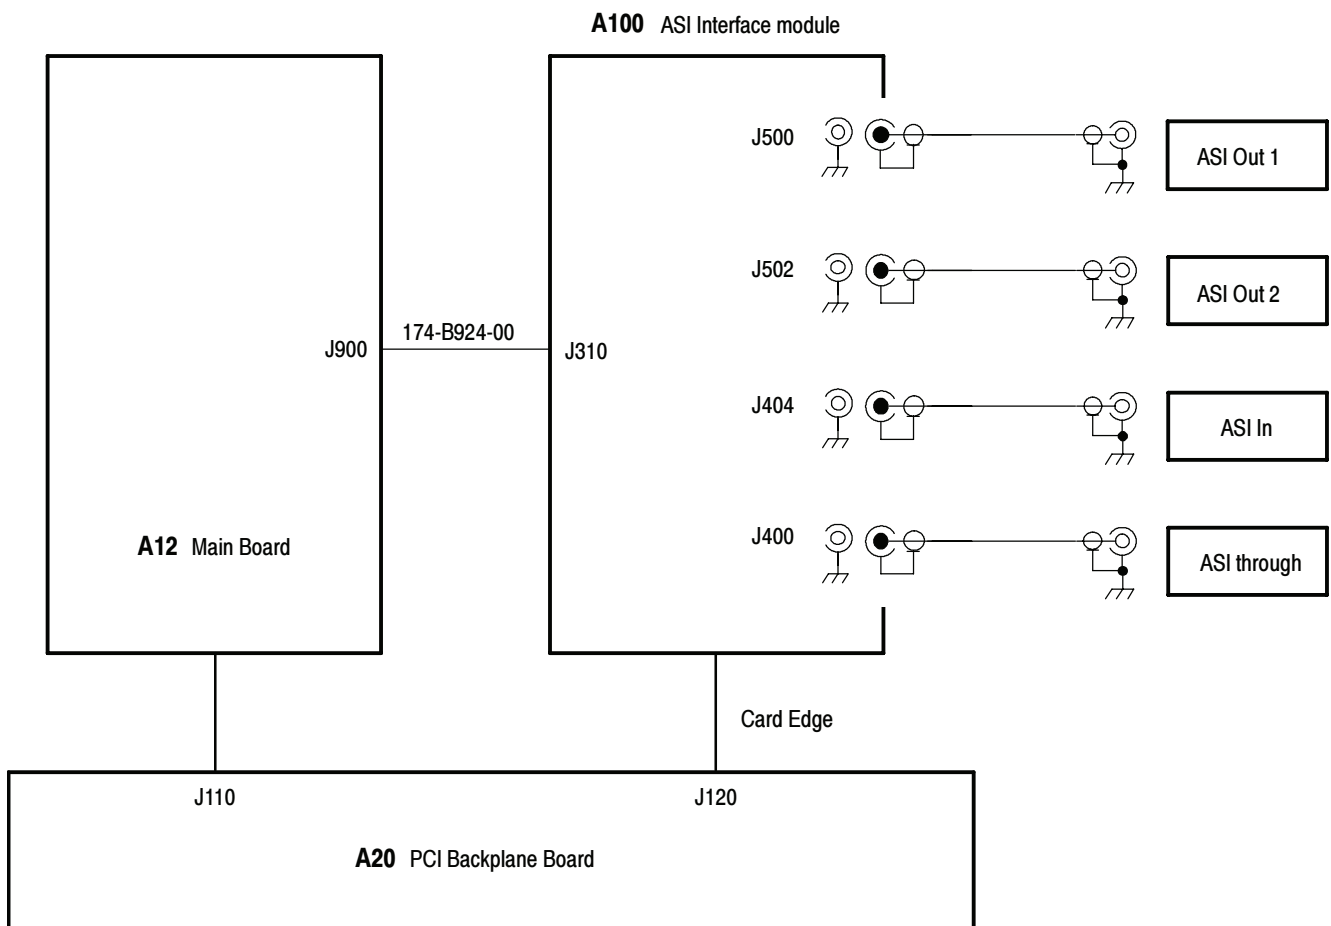 A100 ASI Interface module
J500
ASI Out 1
J502
ASI Out 2
174-B924-00
J900
J310
J404
ASI In
J400
ASI through
A12 Main Board
Card Edge
J110
J120
A20 PCI Backplane Board